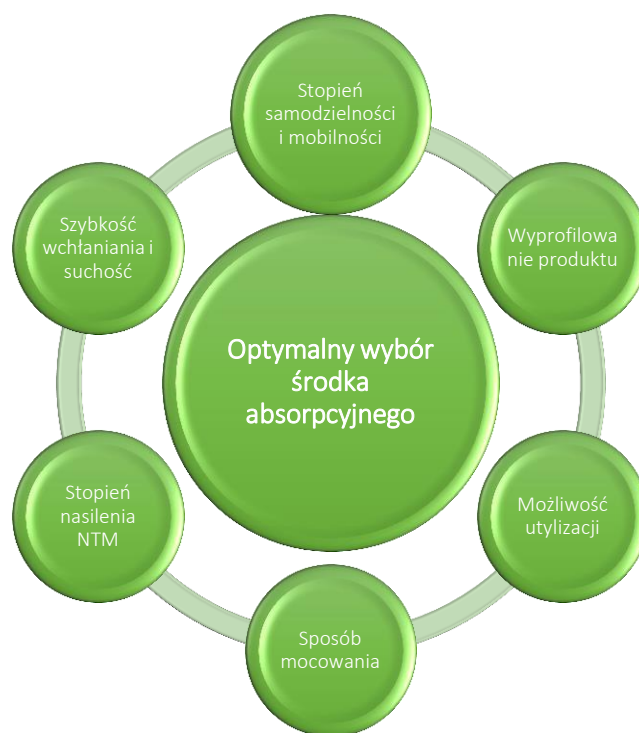 Stopień
samodzielności
i mobilności
Szybkość
wchłaniania i
suchość
Wyprofilowa
nie produktu
Optymalny wybór
środka
absorpcyjnego
Stopień
nasilenia
NTM
Możliwość
utylizacji
Sposób
mocowania